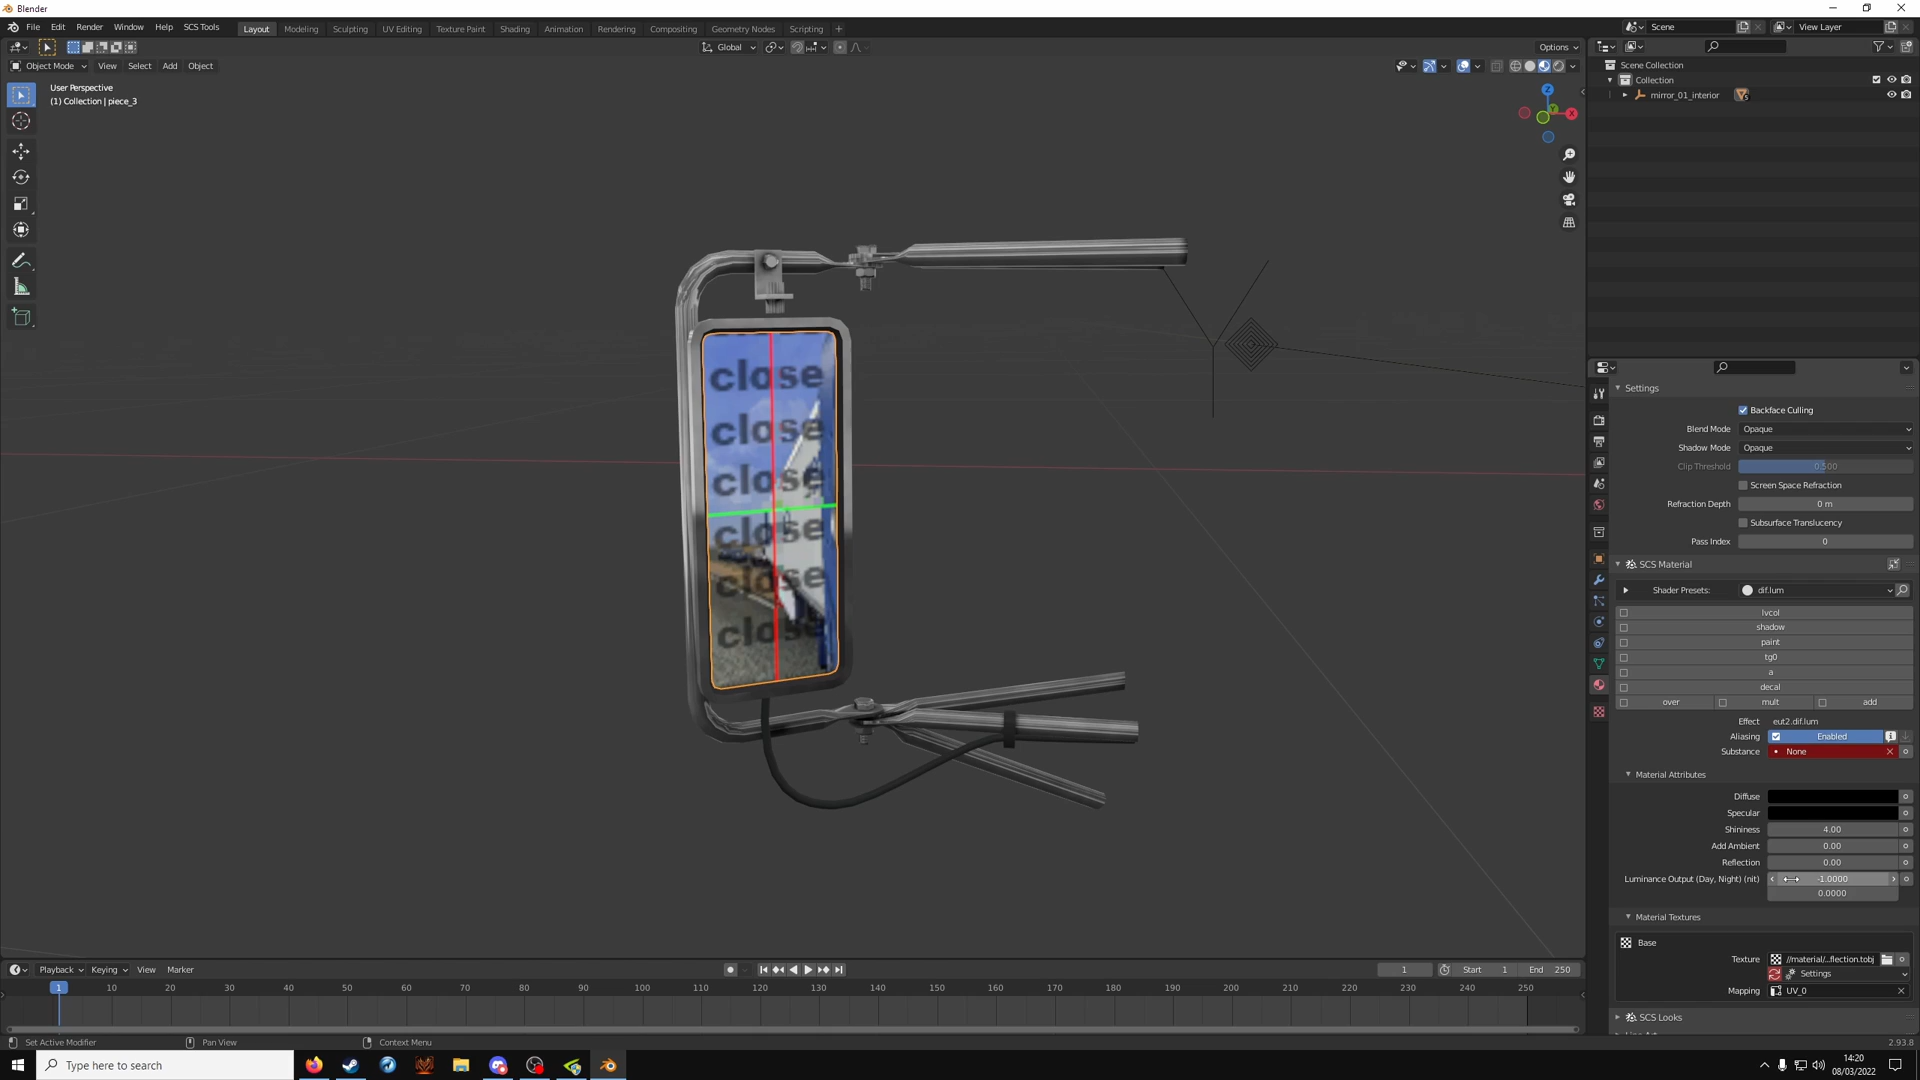 Blender
File Edit Render Window Help SCS Tools
Layout Modeling Sculpting UV Editing Texture Paint Shading Animation Rendering Compositing Geometry Nodes Scripting +
Scene
View Layer
Global
Options
Object Mode View Select Add Object
User Perspective
(1) Collection | piece_3
Z
Y
X
close
close
close
close
close
close
Scene Collection
Collection
mirror_01_interior
Settings
Backface Culling
Blend Mode Opaque
Shadow Mode Opaque
Clip Threshold 0.500
Screen Space Refraction
Refraction Depth 0 m
Subsurface Translucency
Pass Index 0
SCS Material
Shader Presets: dif.lum
lvcol
shadow
paint
tg0
a
decal
over mult add
Effect eut2.dif.lum
Aliasing Enabled
Substance None
Material Attributes
Diffuse
Specular
Shininess 4.00
Add Ambient 0.00
Reflection 0.00
Luminance Output (Day, Night) (nit) -1.0000
0.0000
Material Textures
Base
Texture //material/...flection.tobj
Settings
Mapping UV_0
SCS Looks
Playback Keying View Marker
1 Start 1 End 250
1 10 20 30 40 50 60 70 80 90 100 110 120 130 140 150 160 170 180 190 200 210 220 230 240 250
Set Active Modifier Pan View Context Menu
2.93.8
Type here to search
14:20
08/03/2022